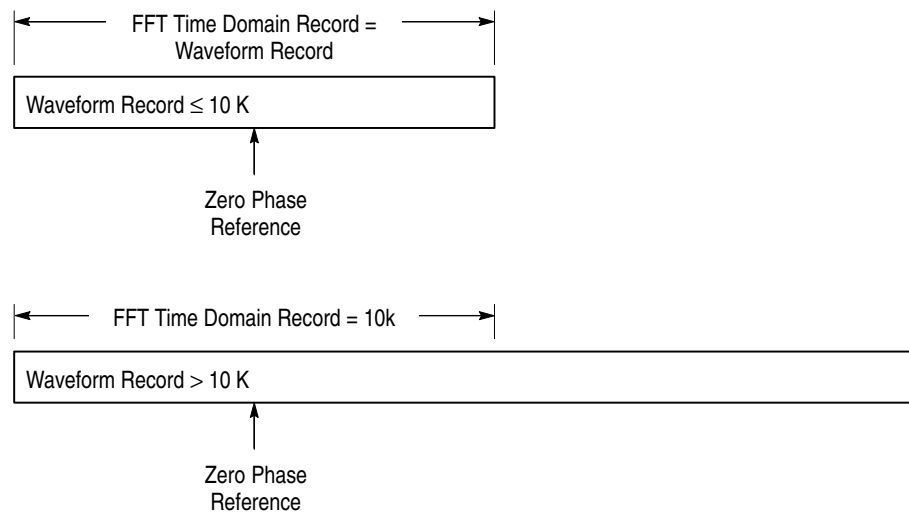 FFT Time Domain Record =
Waveform Record
Waveform Record ≤ 10 K
Zero Phase
Reference
FFT Time Domain Record = 10k
Waveform Record > 10 K
Zero Phase
Reference